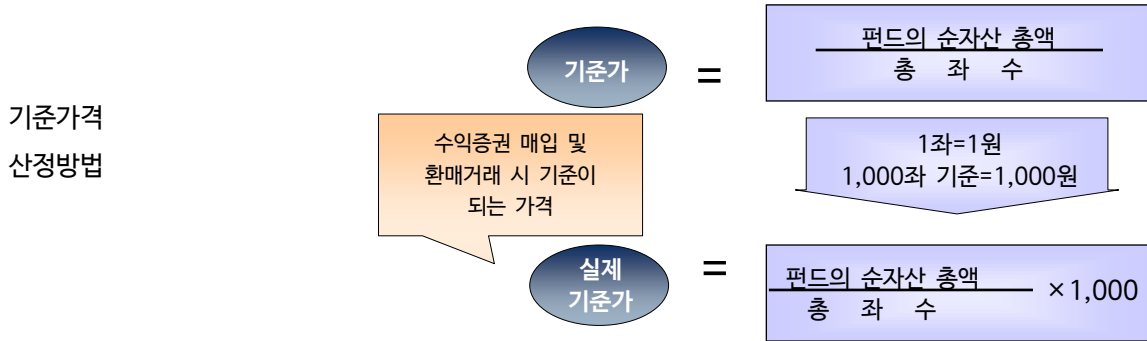 기준가격
산정방법
기준가
=
펀드의 순자산 총액
총 좌 수
수익증권 매입 및
환매거래 시 기준이
되는 가격
1좌=1원
1,000좌 기준=1,000원
실제
기준가
=
펀드의 순자산 총액
총 좌 수
×1,000